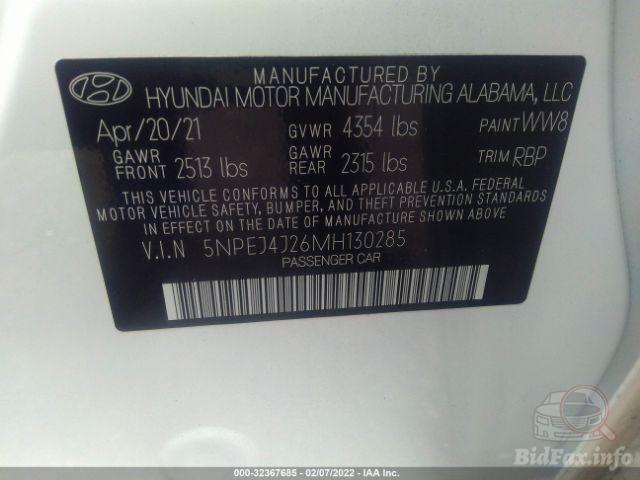 MANUFACTURED BY
HYUNDAI MOTOR MANUFACTURING ALABAMA, LLC
Apr/20/21 GVWR 4354 lbs PAINT WW8
GAWR FRONT 2513 lbs GAWR REAR 2315 lbs TRIM RBP
THIS VEHICLE CONFORMS TO ALL APPLICABLE U.S.A. FEDERAL
MOTOR VEHICLE SAFETY, BUMPER, AND THEFT PREVENTION
STANDARDS IN EFFECT ON THE DATE OF MANUFACTURE SHOWN ABOVE.
V.I.N 5NPEJ4J26MH130285
PASSENGER CAR
BidFax.info
000-32367685 - 02/07/2022 - IAA Inc.